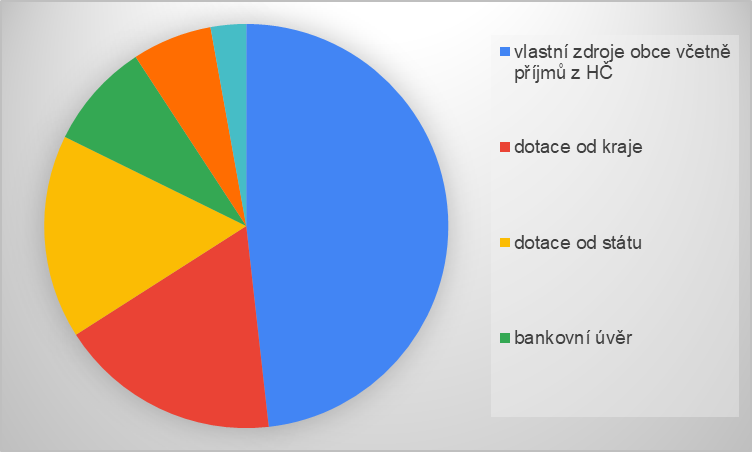 vlastní zdroje obce včetně
příjmů z HČ
dotace od kraje
dotace od státu
bankovní úvěr